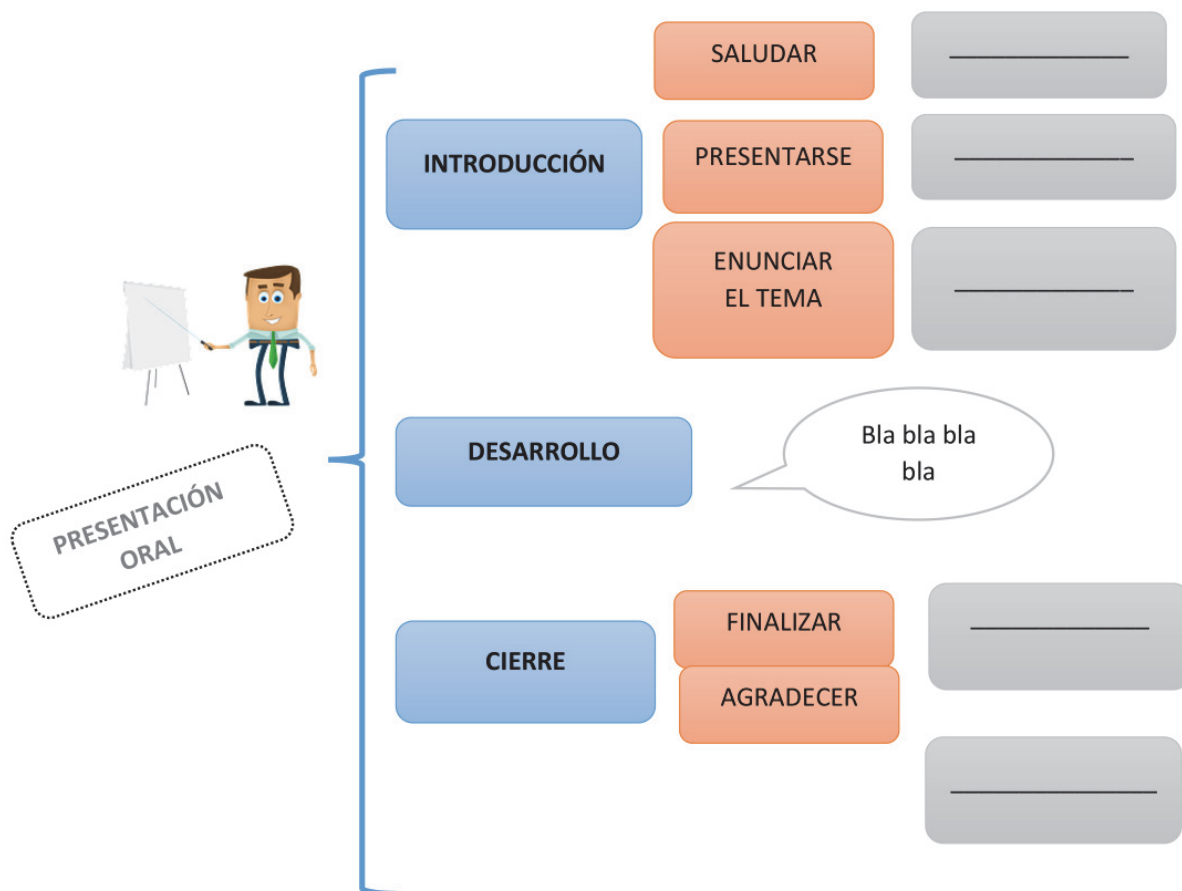 PRESENTACIÓN
ORAL
INTRODUCCIÓN
SALUDAR
PRESENTARSE
ENUNCIAR
EL TEMA
DESARROLLO
Bla bla bla
bla
CIERRE
FINALIZAR
AGRADECER